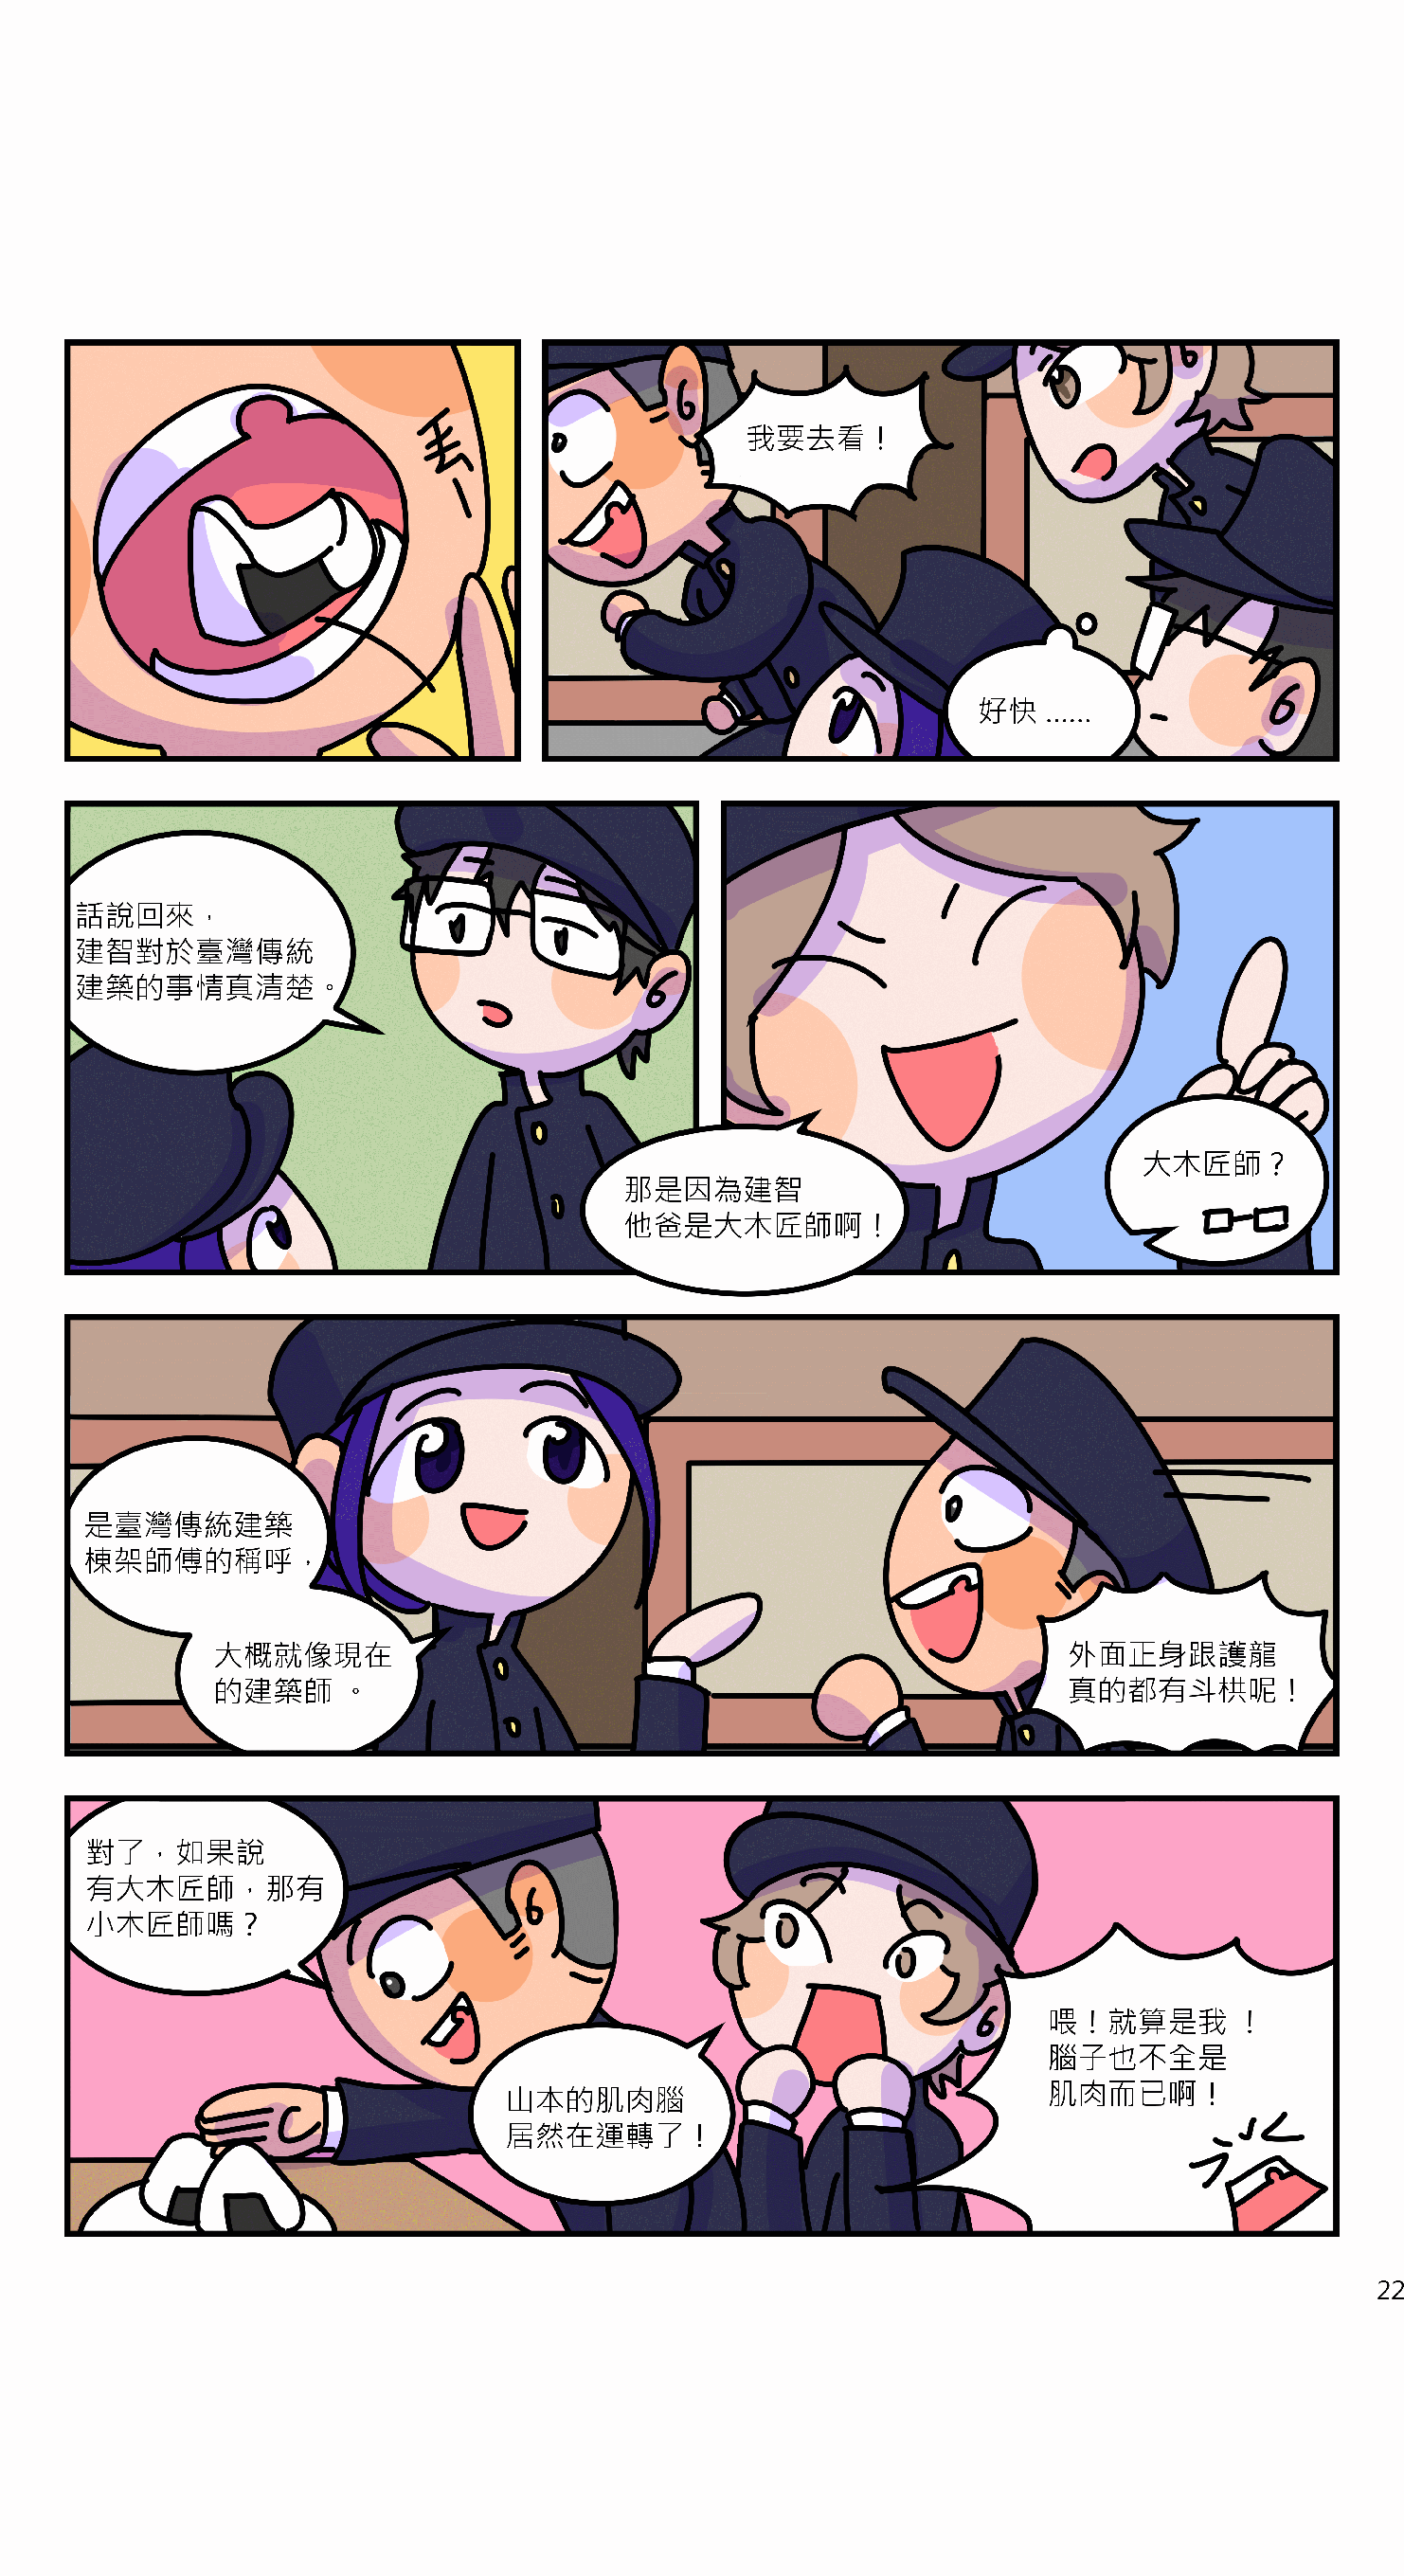 丟
我要去看！
好快……
話說回來，
建智對於臺灣傳統
建築的事情真清楚。
那是因為建智
他爸是大木匠師啊！
大木匠師？
是臺灣傳統建築
棟架師傅的稱呼，
大概就像現在
的建築師 。
外面正身跟護龍
真的都有斗栱呢！
對了，如果說
有大木匠師，那有
小木匠師嗎？
山本的肌肉腦
居然在運轉了！
喂！就算是我 ！
腦子也不全是
肌肉而已啊！
22